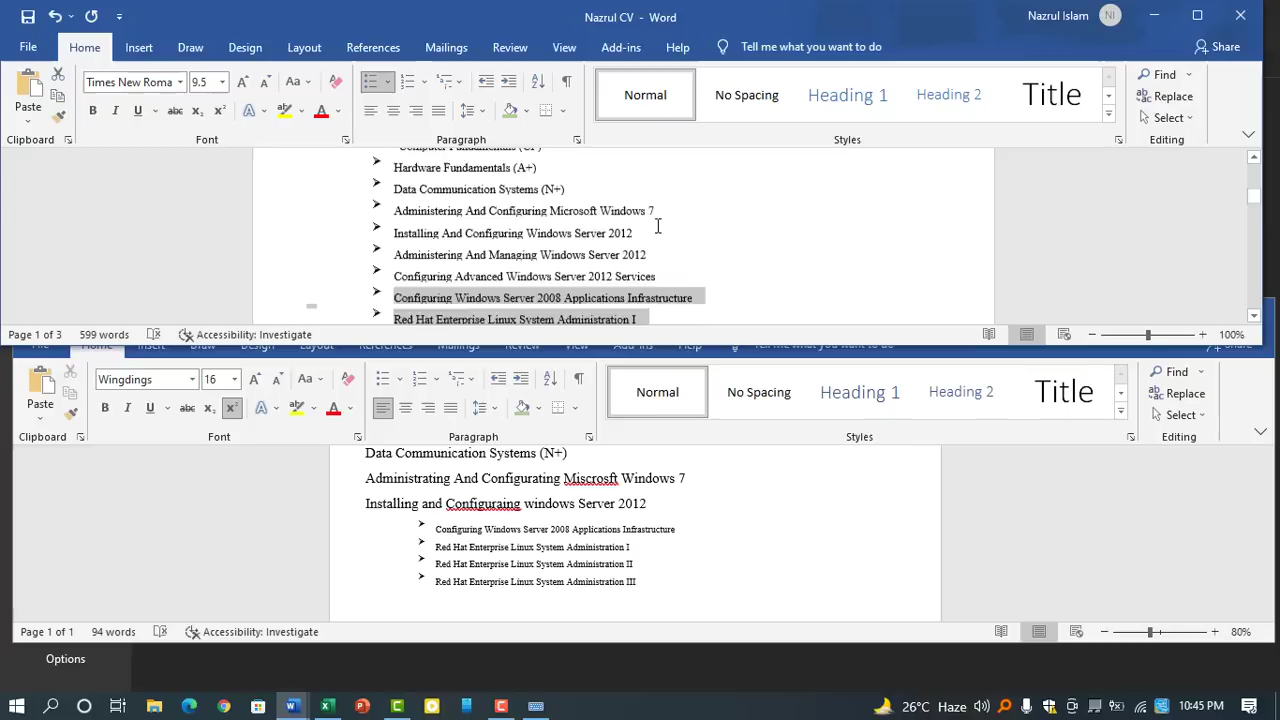 Nazrul CV - Word
Nazrul Islam
NI
File Home Insert Draw Design Layout References Mailings Review View Add-ins Help Tell me what you want to do Share
Paste
Times New Roma 9.5
Normal No Spacing Heading 1 Heading 2 Title
Find
Replace
Select
Clipboard Font Paragraph Styles Editing
Hardware Fundamentals (A+)
Data Communication Systems (N+)
Administering And Configuring Microsoft Windows 7
Installing And Configuring Windows Server 2012
Administering And Managing Windows Server 2012
Configuring Advanced Windows Server 2012 Services
Configuring Windows Server 2008 Applications Infrastructure
Red Hat Enterprise Linux System Administration I
Page 1 of 3 599 words Accessibility: Investigate 100%
Paste
Wingdings 16
Normal No Spacing Heading 1 Heading 2 Title
Find
Replace
Select
Clipboard Font Paragraph Styles Editing
Data Communication Systems (N+)
Administrating And Configurating Miscrosft Windows 7
Installing and Configuraing windows Server 2012
Configuring Windows Server 2008 Applications Infrastructure
Red Hat Enterprise Linux System Administration I
Red Hat Enterprise Linux System Administration II
Red Hat Enterprise Linux System Administration III
Page 1 of 1 94 words Accessibility: Investigate 80%
Options
26°C Haze 10:45 PM